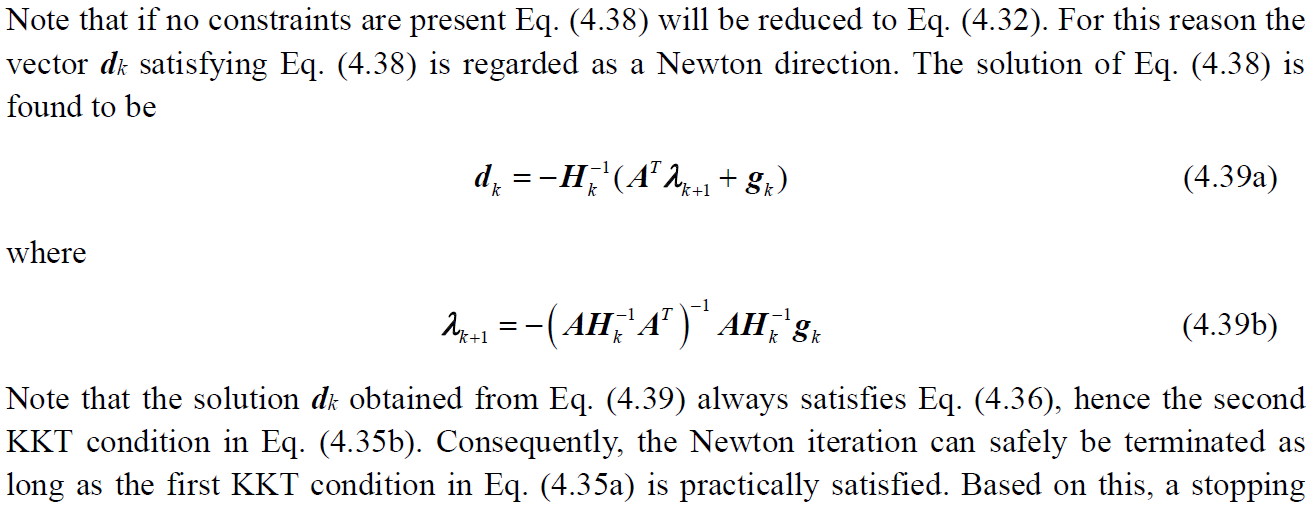 Note that if no constraints are present Eq. (4.38) will be reduced to Eq. (4.32). For this reason the
vector dₖ satisfying Eq. (4.38) is regarded as a Newton direction. The solution of Eq. (4.38) is
found to be
dₖ = −Hₖ⁻¹(Aᵀλₖ₊₁ + gₖ) (4.39a)
where
λₖ₊₁ = −(AHₖ⁻¹Aᵀ)⁻¹ AHₖ⁻¹gₖ (4.39b)
Note that the solution dₖ obtained from Eq. (4.39) always satisfies Eq. (4.36), hence the second
KKT condition in Eq. (4.35b). Consequently, the Newton iteration can safely be terminated as
long as the first KKT condition in Eq. (4.35a) is practically satisfied. Based on this, a stopping